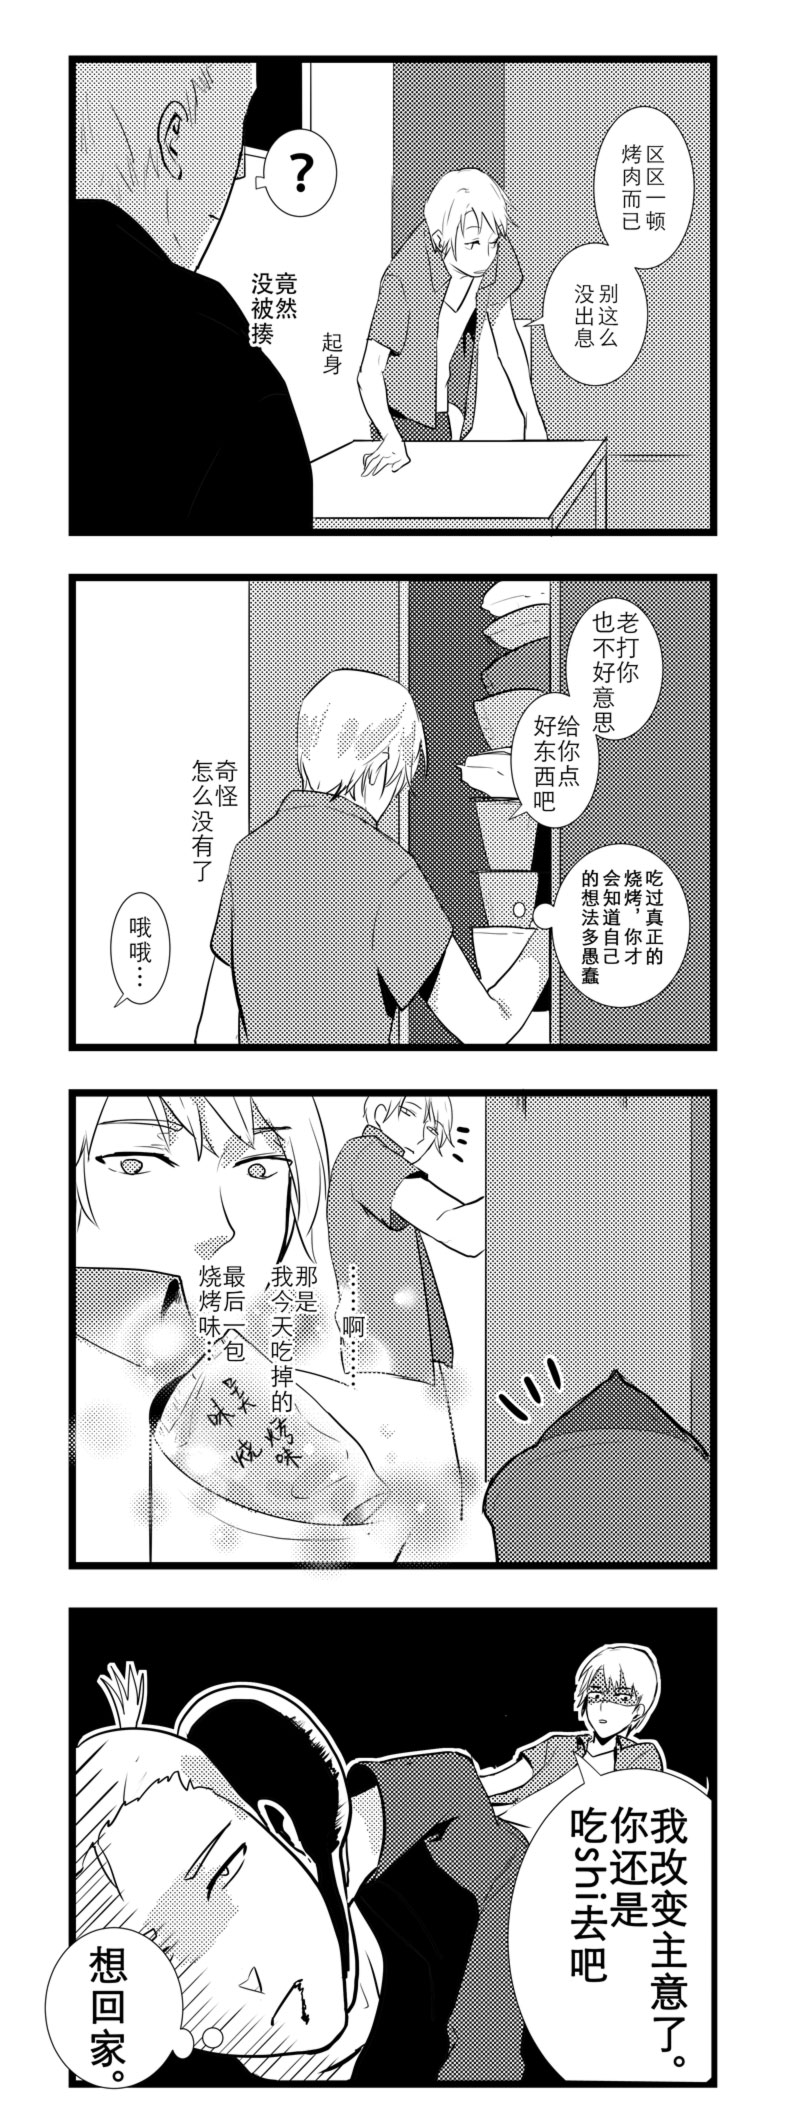 区区一顿
烤肉而已
别这么
没出息
?
起身
竟然
没被揍
老打你
也不好意思
给你点
好东西吧
吃过真正的
烧烤，你才
会知道自己
的想法多愚蠢
奇怪
怎么没有了
哦哦…
……啊……
那是
我今天吃掉的
最后一包
烧烤味…
美味
烧烤味
我改变主意了。
你还是
吃shi去吧
想回家。